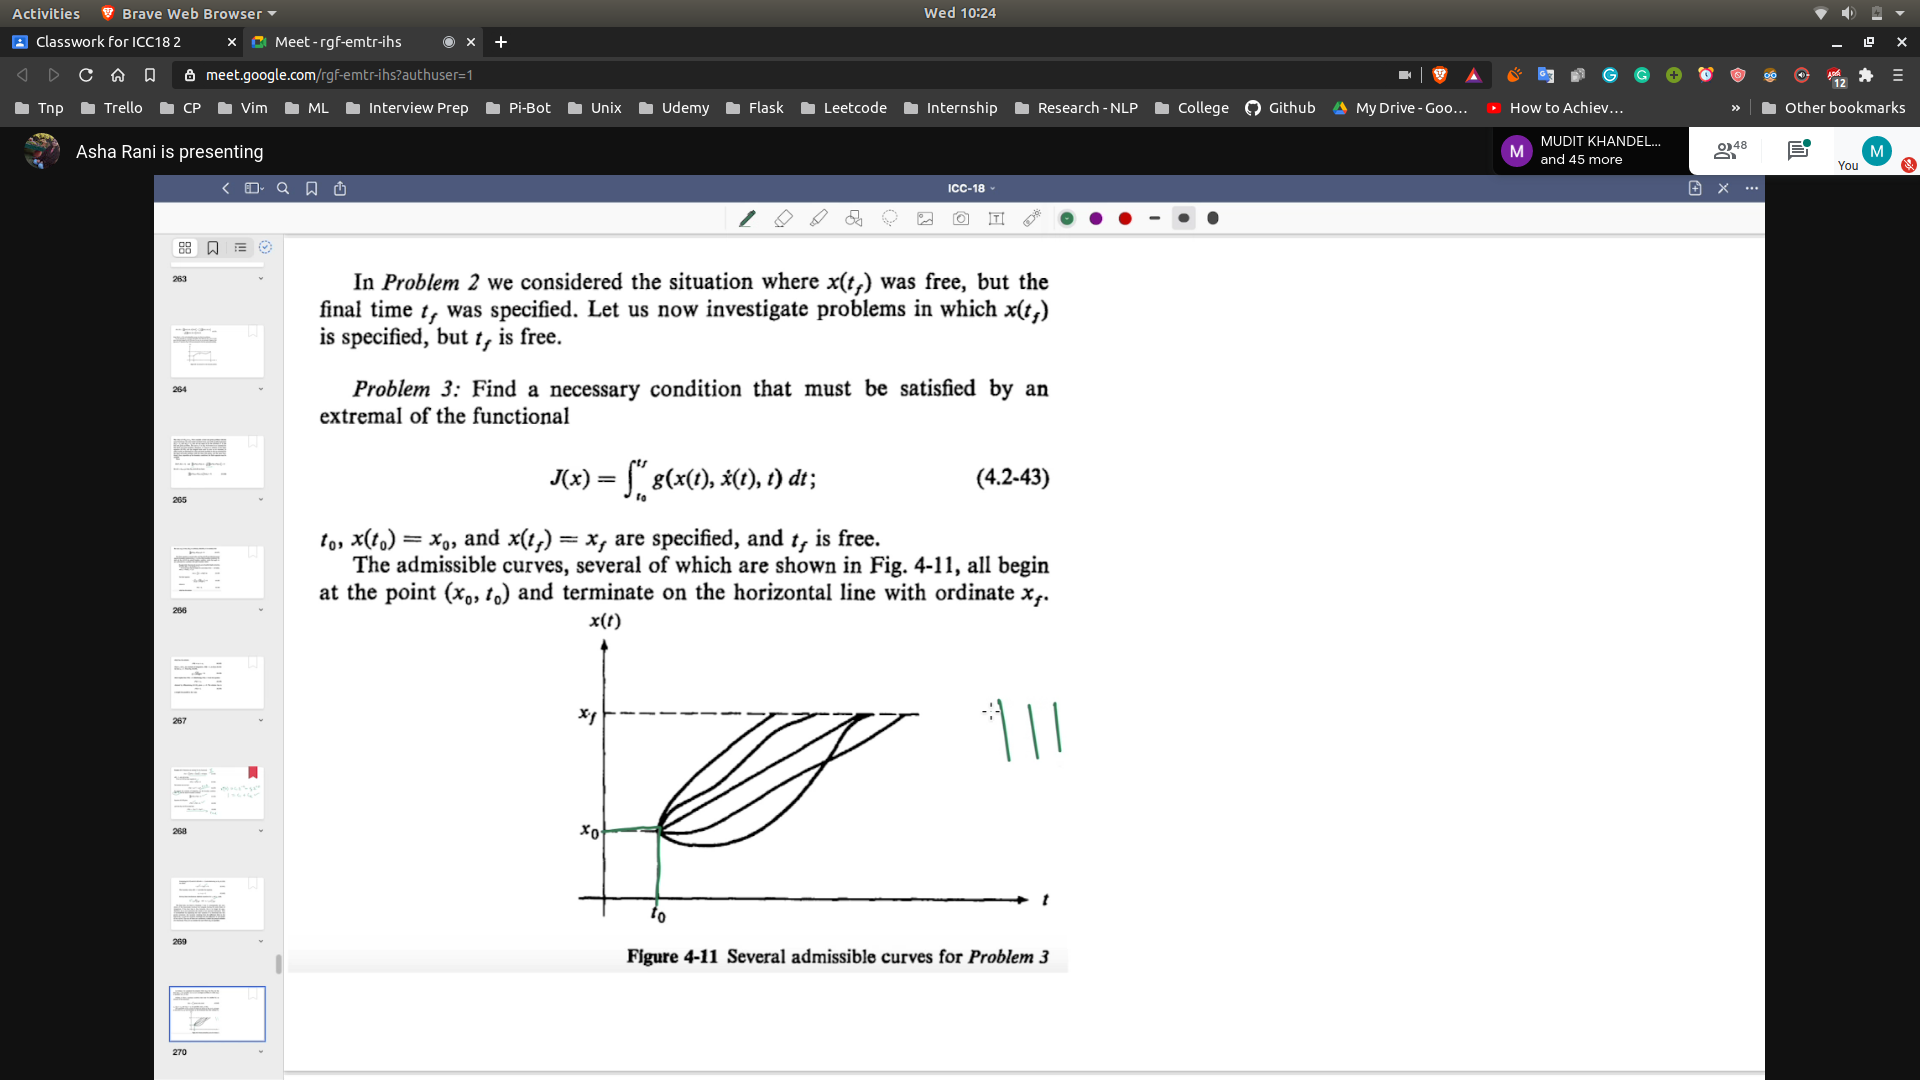 Activities Brave Web Browser Wed 10:24
Classwork for ICC18 2 Meet - rgf-emtr-ihs
meet.google.com/rgf-emtr-ihs?authuser=1 12
Tnp Trello CP Vim ML Interview Prep Pi-Bot Unix Udemy Flask Leetcode Internship Research - NLP College Github My Drive - Goo... How to Achiev... » Other bookmarks
Asha Rani is presenting M MUDIT KHANDEL... and 45 more 48 You M
ICC-18
In Problem 2 we considered the situation where x(t_f) was free, but the
final time t_f was specified. Let us now investigate problems in which x(t_f)
is specified, but t_f is free.
Problem 3: Find a necessary condition that must be satisfied by an
extremal of the functional
J(x) = ∫_{t_0}^{t_f} g(x(t), ẋ(t), t) dt; (4.2-43)
t_0, x(t_0) = x_0, and x(t_f) = x_f are specified, and t_f is free.
The admissible curves, several of which are shown in Fig. 4-11, all begin
at the point (x_0, t_0) and terminate on the horizontal line with ordinate x_f.
x(t)
x_f
x_0
t_0
t
Figure 4-11 Several admissible curves for Problem 3
263
264
265
266
267
268
269
270